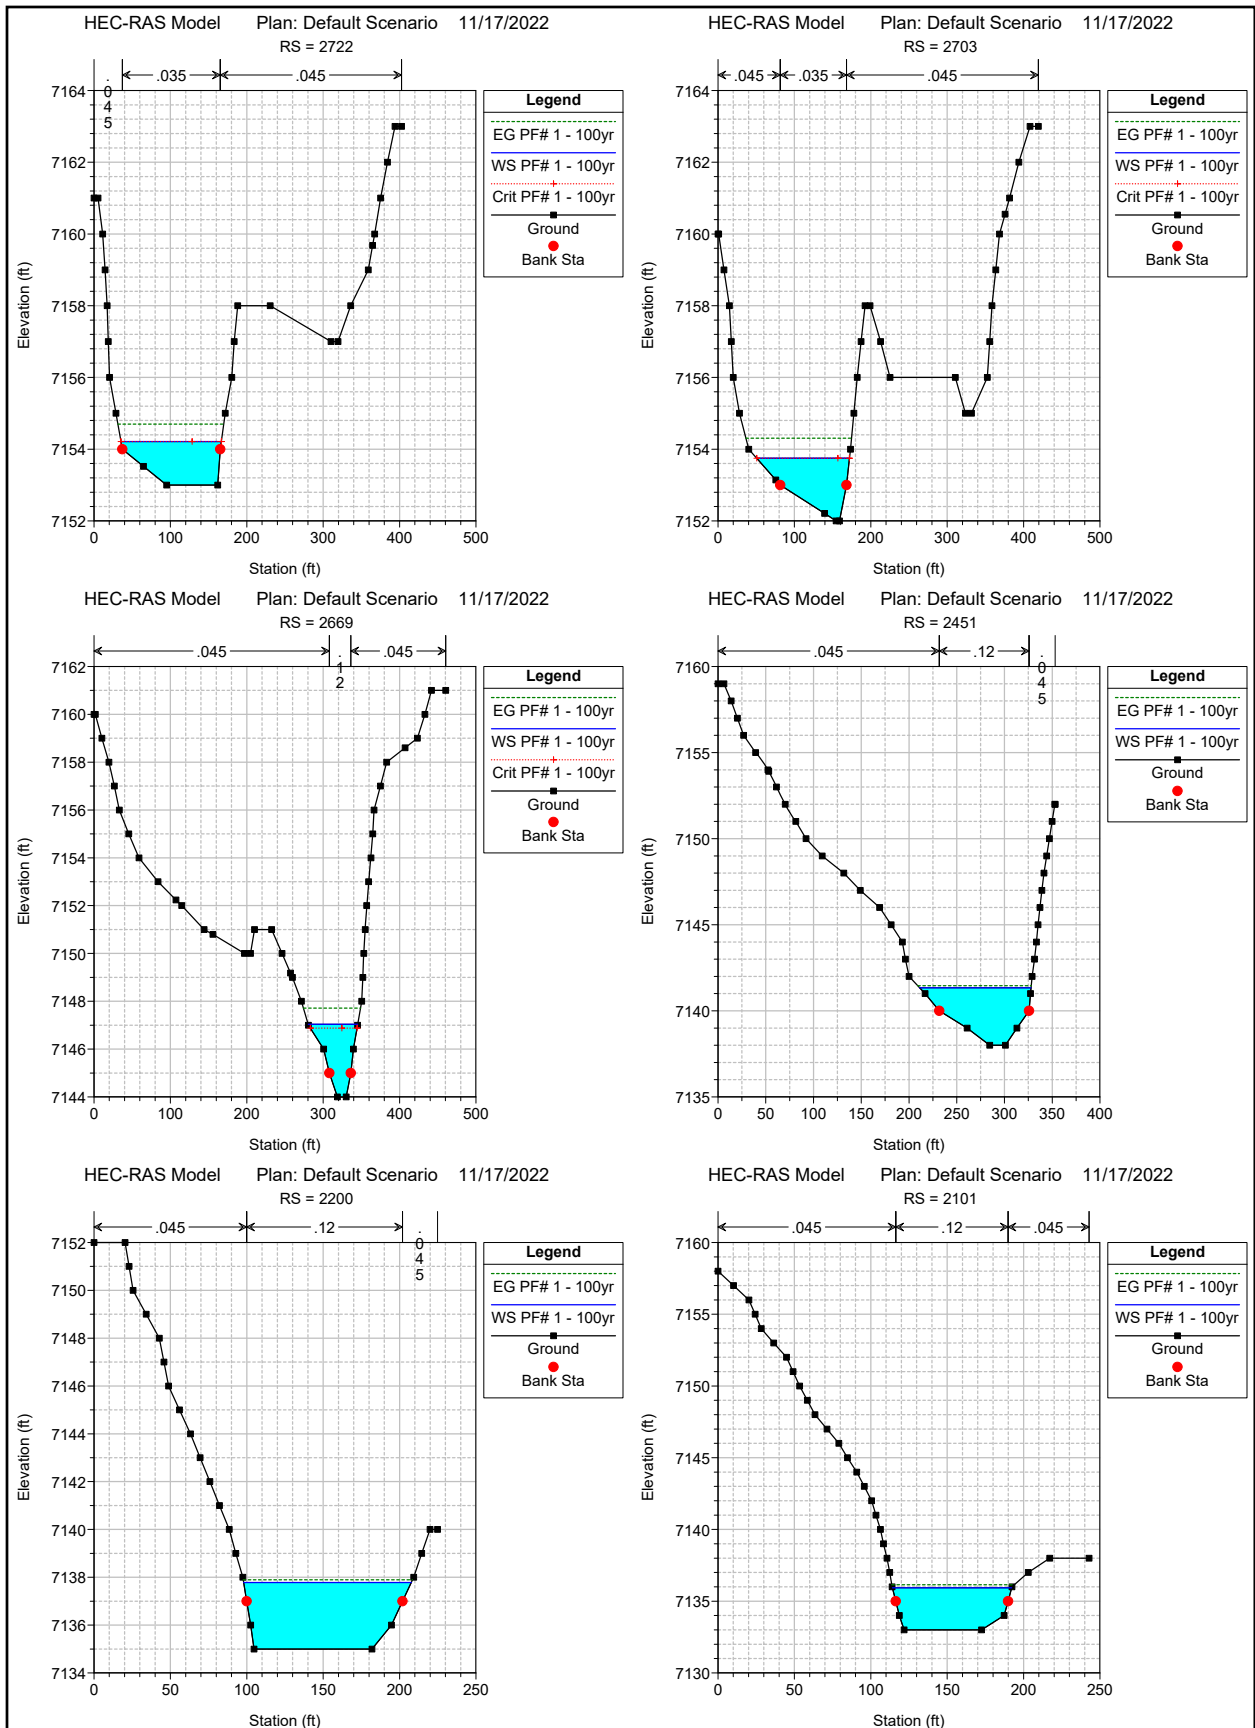 HEC-RAS Model Plan: Default Scenario 11/17/2022
RS = 2722
.045 .035 .045
7164
7162
7160
7158
7156
7154
7152
Elevation (ft)
0 100 200 300 400 500
Station (ft)
Legend
EG PF# 1 - 100yr
WS PF# 1 - 100yr
Crit PF# 1 - 100yr
Ground
Bank Sta
HEC-RAS Model Plan: Default Scenario 11/17/2022
RS = 2703
.045 .035 .045
7164
7162
7160
7158
7156
7154
7152
Elevation (ft)
0 100 200 300 400 500
Station (ft)
Legend
EG PF# 1 - 100yr
WS PF# 1 - 100yr
Crit PF# 1 - 100yr
Ground
Bank Sta
HEC-RAS Model Plan: Default Scenario 11/17/2022
RS = 2669
.045 .12 .045
7162
7160
7158
7156
7154
7152
7150
7148
7146
7144
Elevation (ft)
0 100 200 300 400 500
Station (ft)
Legend
EG PF# 1 - 100yr
WS PF# 1 - 100yr
Crit PF# 1 - 100yr
Ground
Bank Sta
HEC-RAS Model Plan: Default Scenario 11/17/2022
RS = 2451
.045 .12 .045
7160
7155
7150
7145
7140
7135
Elevation (ft)
0 50 100 150 200 250 300 350 400
Station (ft)
Legend
EG PF# 1 - 100yr
WS PF# 1 - 100yr
Ground
Bank Sta
HEC-RAS Model Plan: Default Scenario 11/17/2022
RS = 2200
.045 .12 .045
7152
7150
7148
7146
7144
7142
7140
7138
7136
7134
Elevation (ft)
0 50 100 150 200 250
Station (ft)
Legend
EG PF# 1 - 100yr
WS PF# 1 - 100yr
Ground
Bank Sta
HEC-RAS Model Plan: Default Scenario 11/17/2022
RS = 2101
.045 .12 .045
7160
7155
7150
7145
7140
7135
7130
Elevation (ft)
0 50 100 150 200 250
Station (ft)
Legend
EG PF# 1 - 100yr
WS PF# 1 - 100yr
Ground
Bank Sta